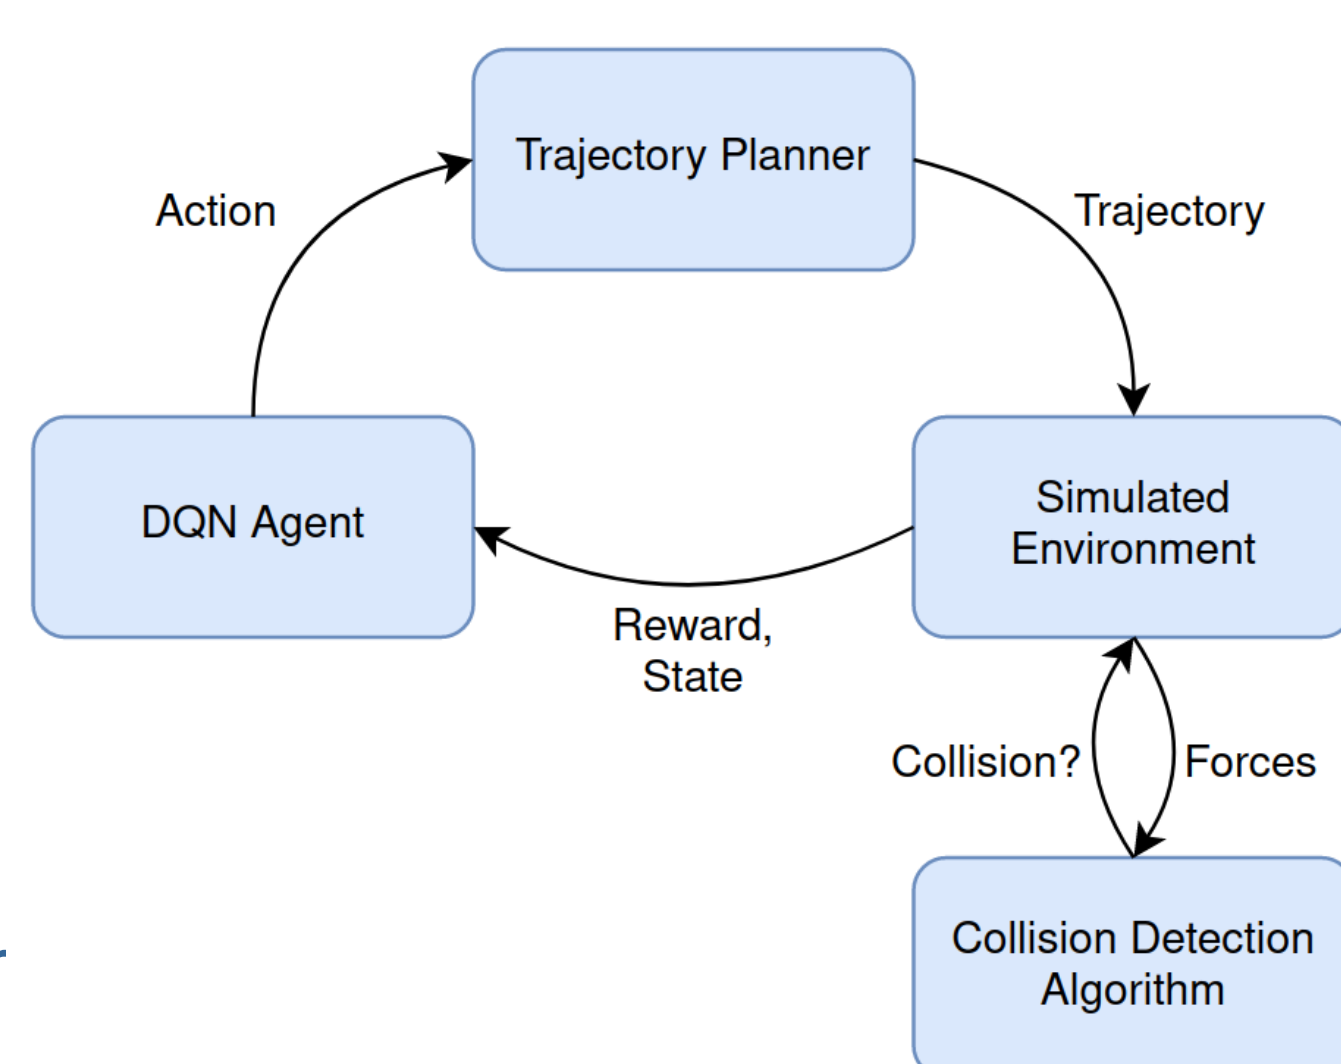 Trajectory Planner
Action
Trajectory
DQN Agent
Simulated
Environment
Reward,
State
Collision?
Forces
Collision Detection
Algorithm